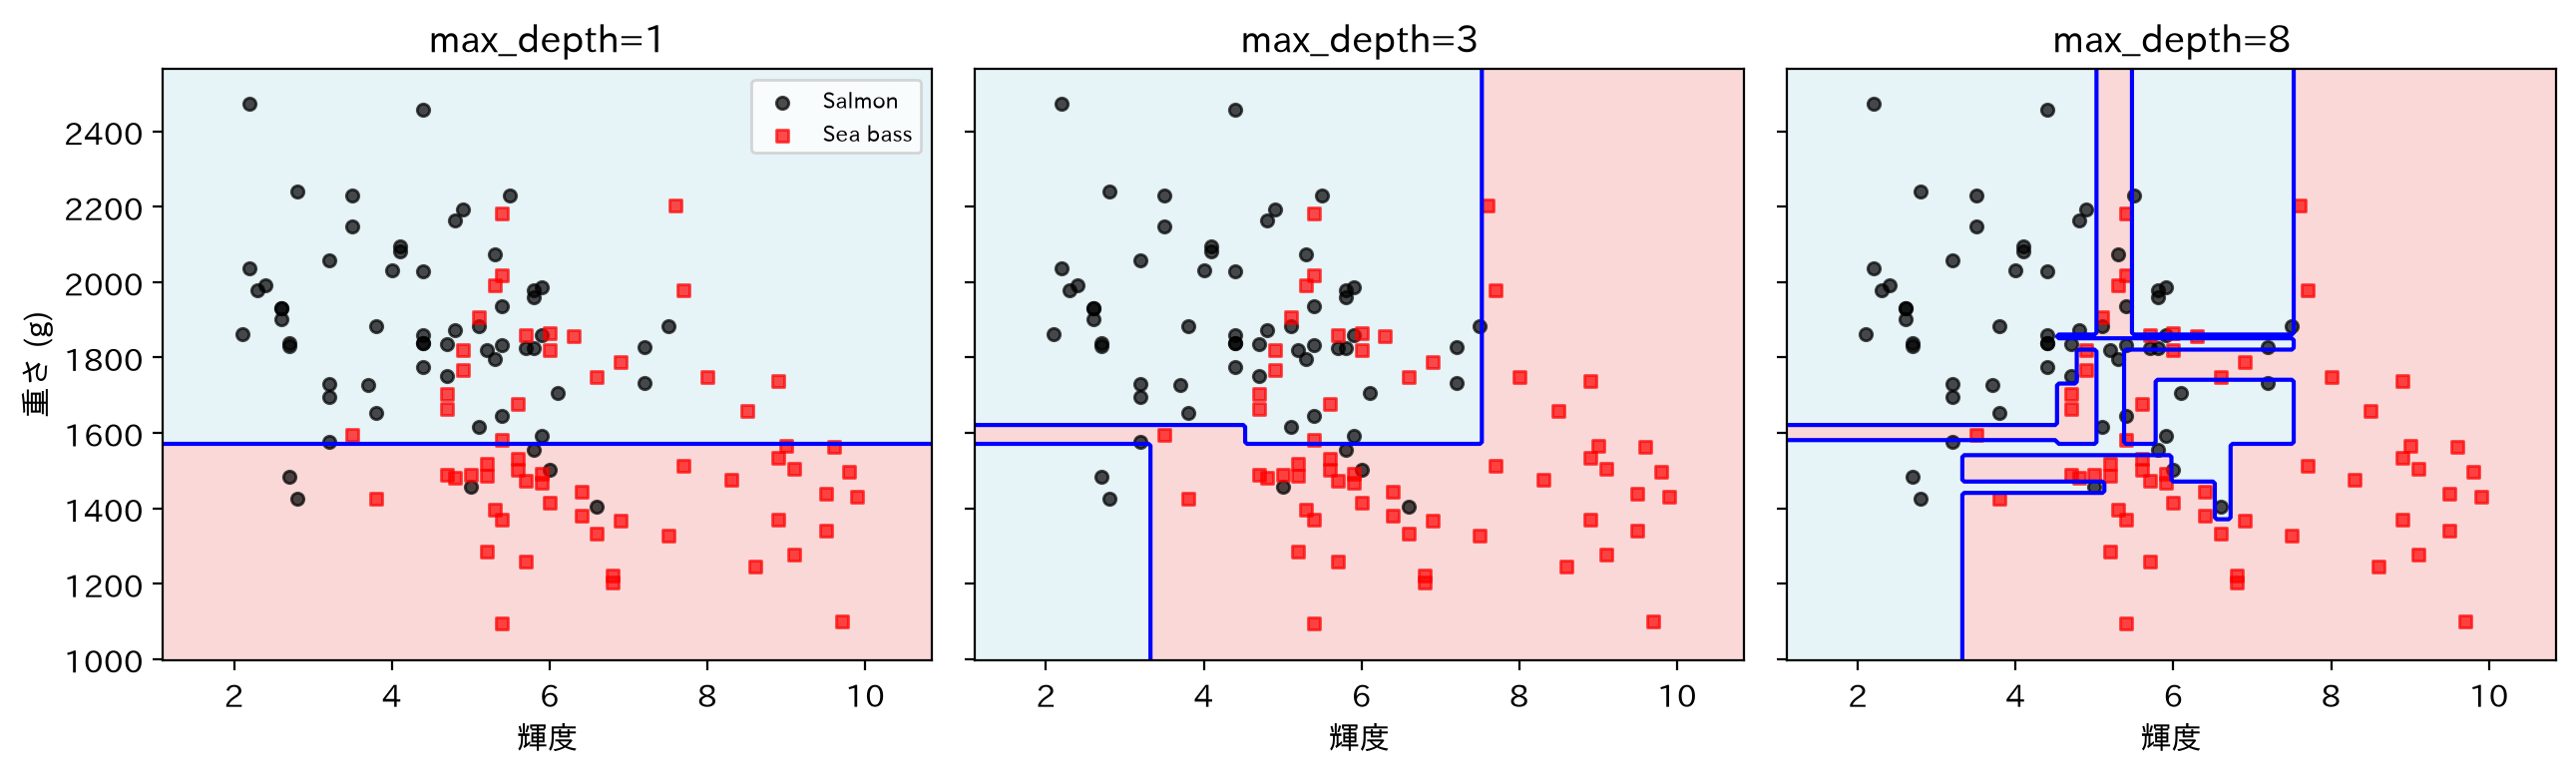 max_depth=1
max_depth=3
max_depth=8
Salmon
Sea bass
重さ (g)
2400
2200
2000
1800
1600
1400
1200
1000
2 4 6 8 10
2 4 6 8 10
2 4 6 8 10
輝度
輝度
輝度